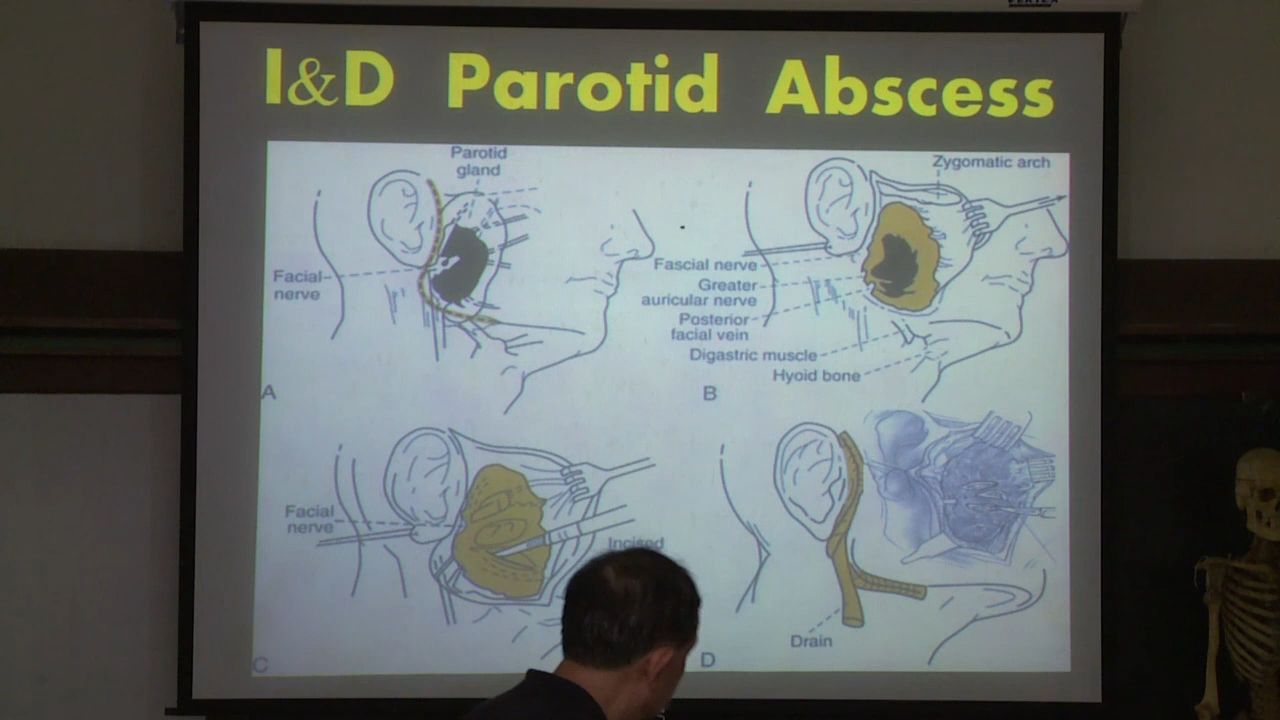 VERTEX
I&D Parotid Abscess
Parotid
gland
Facial
nerve
A
Zygomatic arch
Fascial nerve
Greater
auricular nerve
Posterior
facial vein
Digastric muscle
Hyoid bone
B
Facial
nerve
Incised
C
Drain
D